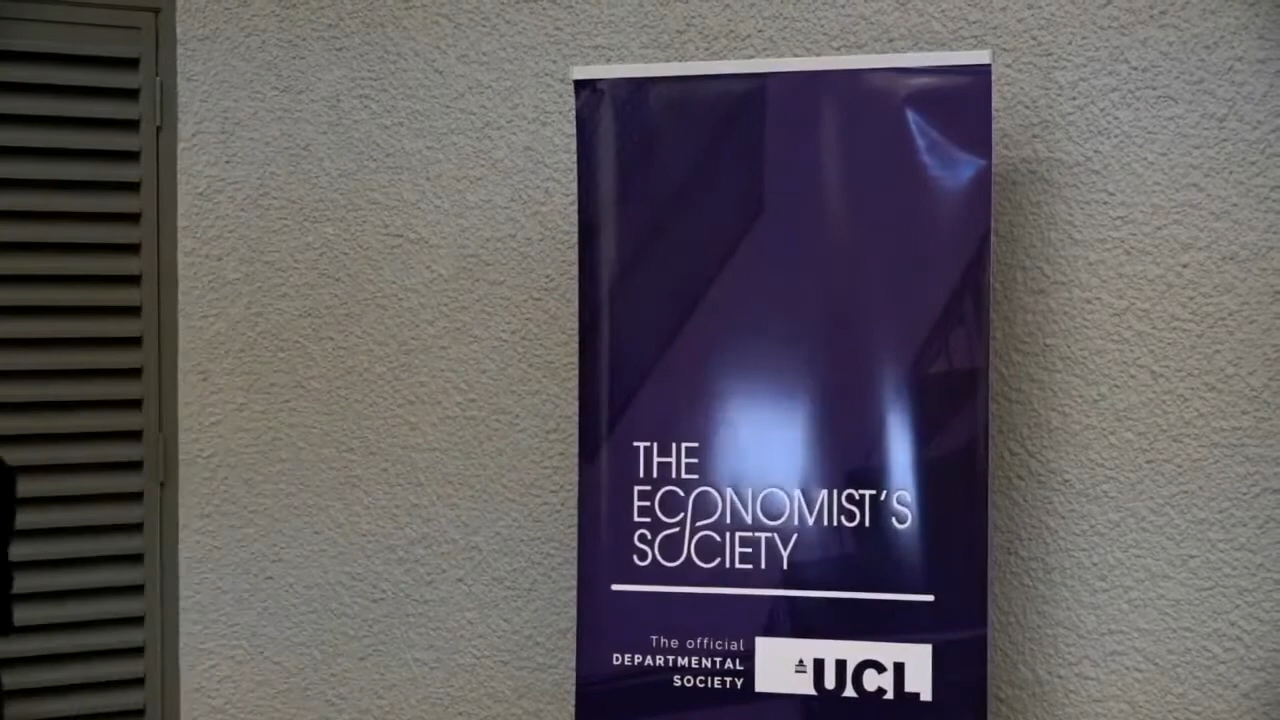 THE
ECONOMIST'S
SOCIETY
The official
DEPARTMENTAL
SOCIETY
UCL